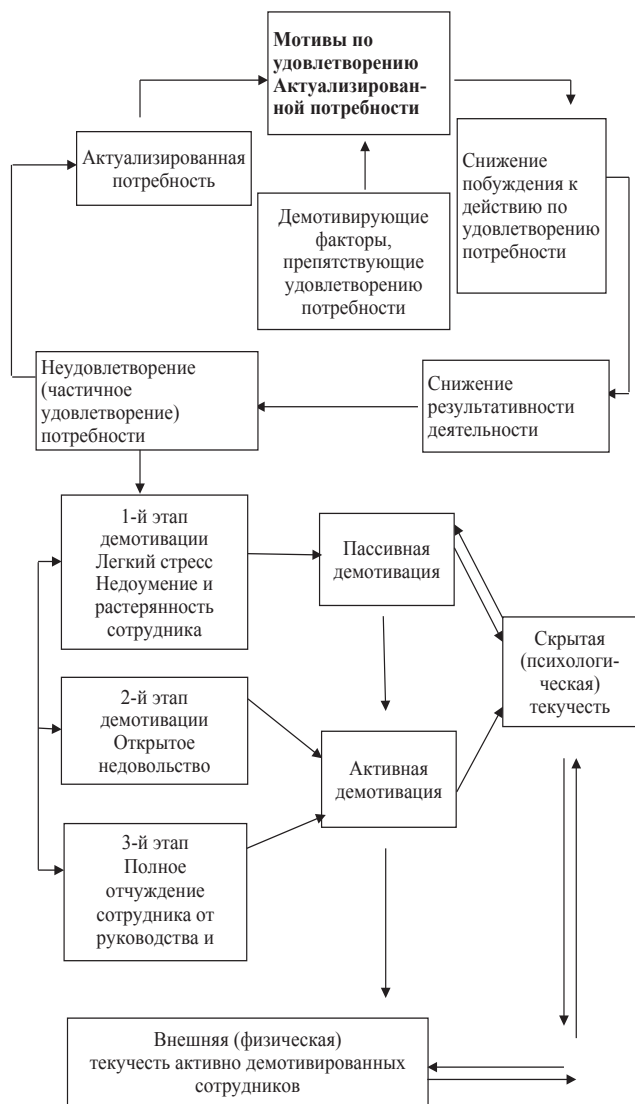 Мотивы по
удовлетворению
Актуализирован-
ной потребности
Актуализированная
потребность
Снижение
побуждения к
действию по
удовлетворению
потребности
Демотивирующие
факторы,
препятствующие
удовлетворению
потребности
Неудовлетворение
(частичное
удовлетворение)
потребности
Снижение
результативности
деятельности
1-й этап
демотивации
Легкий стресс
Недоумение и
растерянность
сотрудника
Пассивная
демотивация
Скрытая
(психологи-
ческая)
текучесть
2-й этап
демотивации
Открытое
недовольство
Активная
демотивация
3-й этап
Полное
отчуждение
сотрудника от
руководства и
Внешняя (физическая)
текучесть активно демотивированных
сотрудников